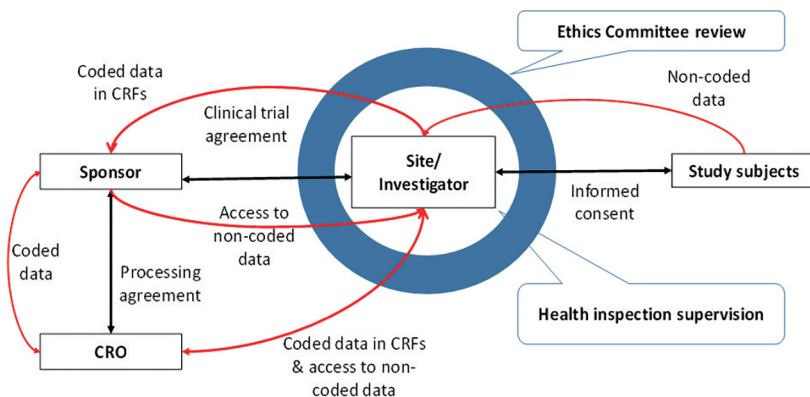 Ethics Committee review
Coded data
in CRFs
Non-coded
data
Clinical trial
agreement
Sponsor
Site/
Investigator
Study subjects
Informed
consent
Access to
non-coded
data
Coded
data
Processing
agreement
Health inspection supervision
CRO
Coded data in CRFs
& access to non-
coded data